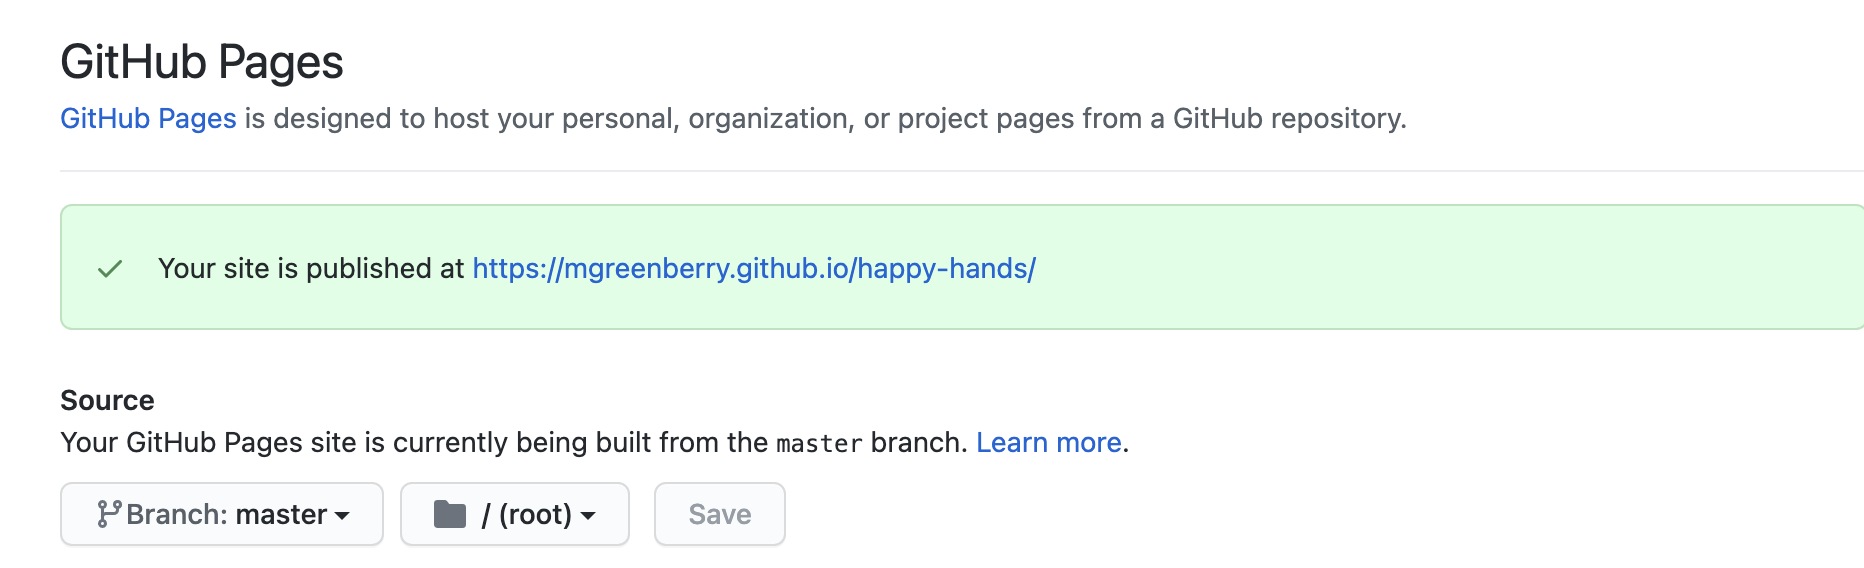 GitHub Pages
GitHub Pages is designed to host your personal, organization, or project pages from a GitHub repository.
Your site is published at https://mgreenberry.github.io/happy-hands/
Source
Your GitHub Pages site is currently being built from the master branch. Learn more.
Branch: master / (root) Save